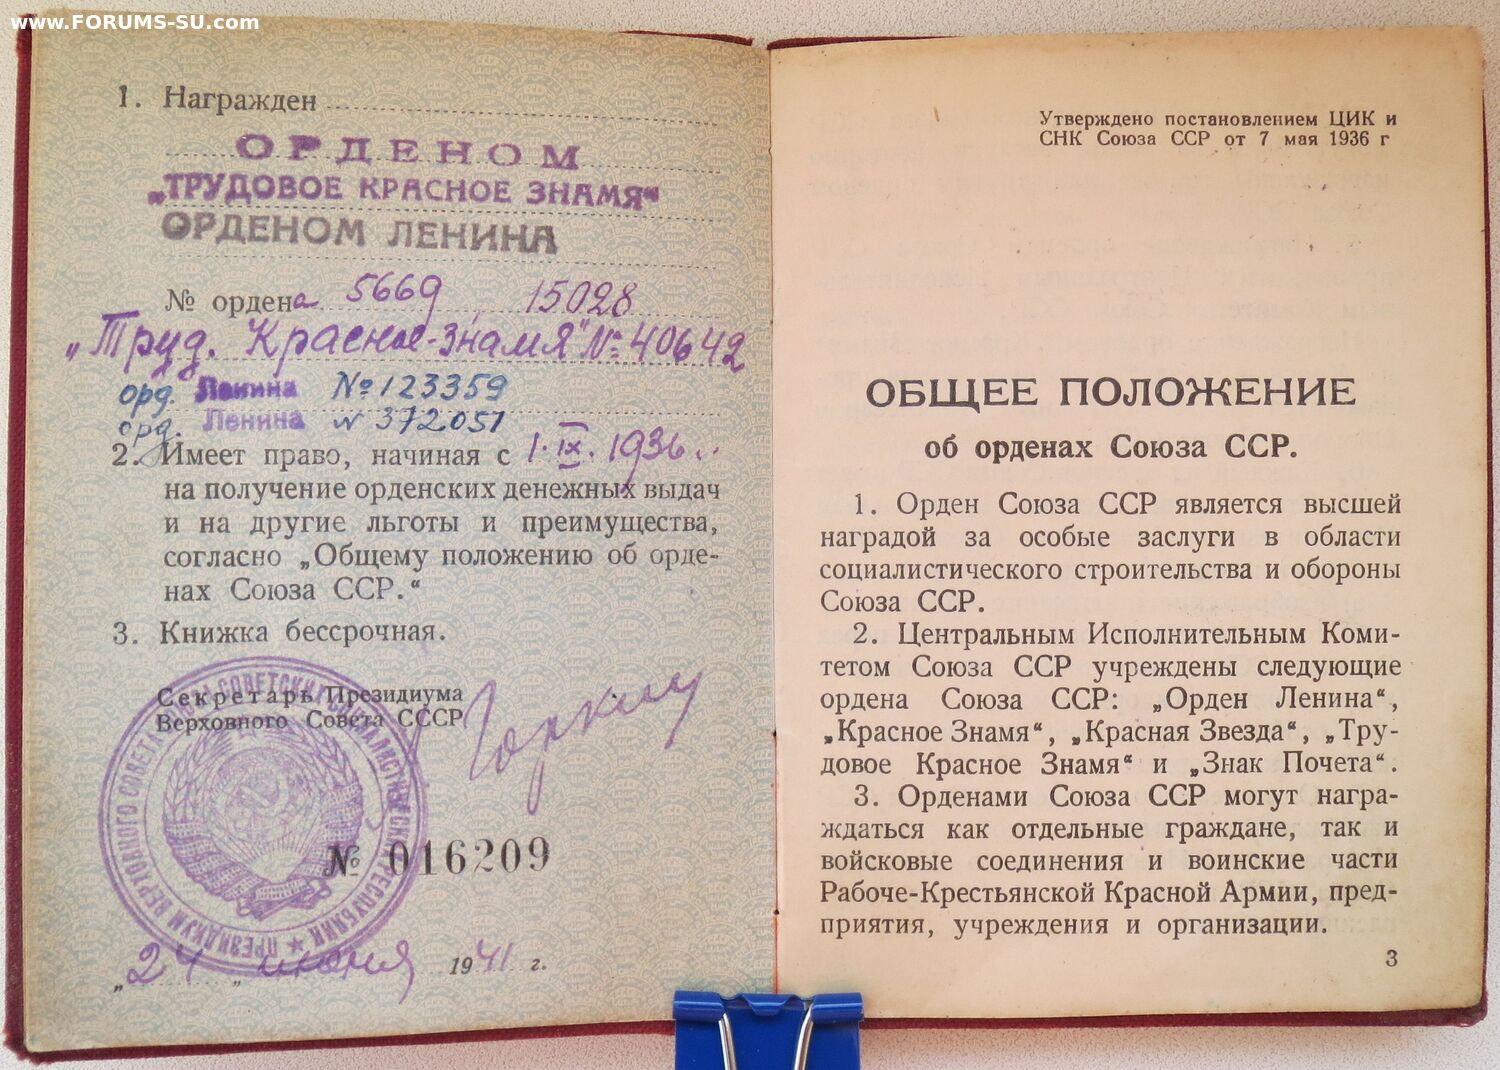 www.FORUMS-SU.com
1. Награжден
ОРДЕНОМ
„ТРУДОВОЕ КРАСНОЕ ЗНАМЯ“
ОРДЕНОМ ЛЕНИНА
№ ордена 5669, 15028
„Труд. Красное-знамя" № 40642
орд. Ленина № 123359
орд. Ленина № 372051
2. Имеет право, начиная с 1.IX.1936 г.
на получение орденских денежных выдач
и на другие льготы и преимущества,
согласно „Общему положению об орде-
нах Союза ССР.“
3. Книжка бессрочная.
Секретарь Президиума
Верховного Совета СССР
Горкин
№ 016209
„24„ июня 1941 г.
Утверждено постановлением ЦИК и
СНК Союза ССР от 7 мая 1936 г
ОБЩЕЕ ПОЛОЖЕНИЕ
об орденах Союза ССР.
1. Орден Союза ССР является высшей
наградой за особые заслуги в области
социалистического строительства и обороны
Союза ССР.
2. Центральным Исполнительным Коми-
тетом Союза ССР учреждены следующие
ордена Союза ССР: „Орден Ленина“,
„Красное Знамя“, „Красная Звезда“, „Тру-
довое Красное Знамя“ и „Знак Почета“.
3. Орденами Союза ССР могут награ-
ждаться как отдельные граждане, так и
войсковые соединения и воинские части
Рабоче-Крестьянской Красной Армии, пред-
приятия, учреждения и организации.
3